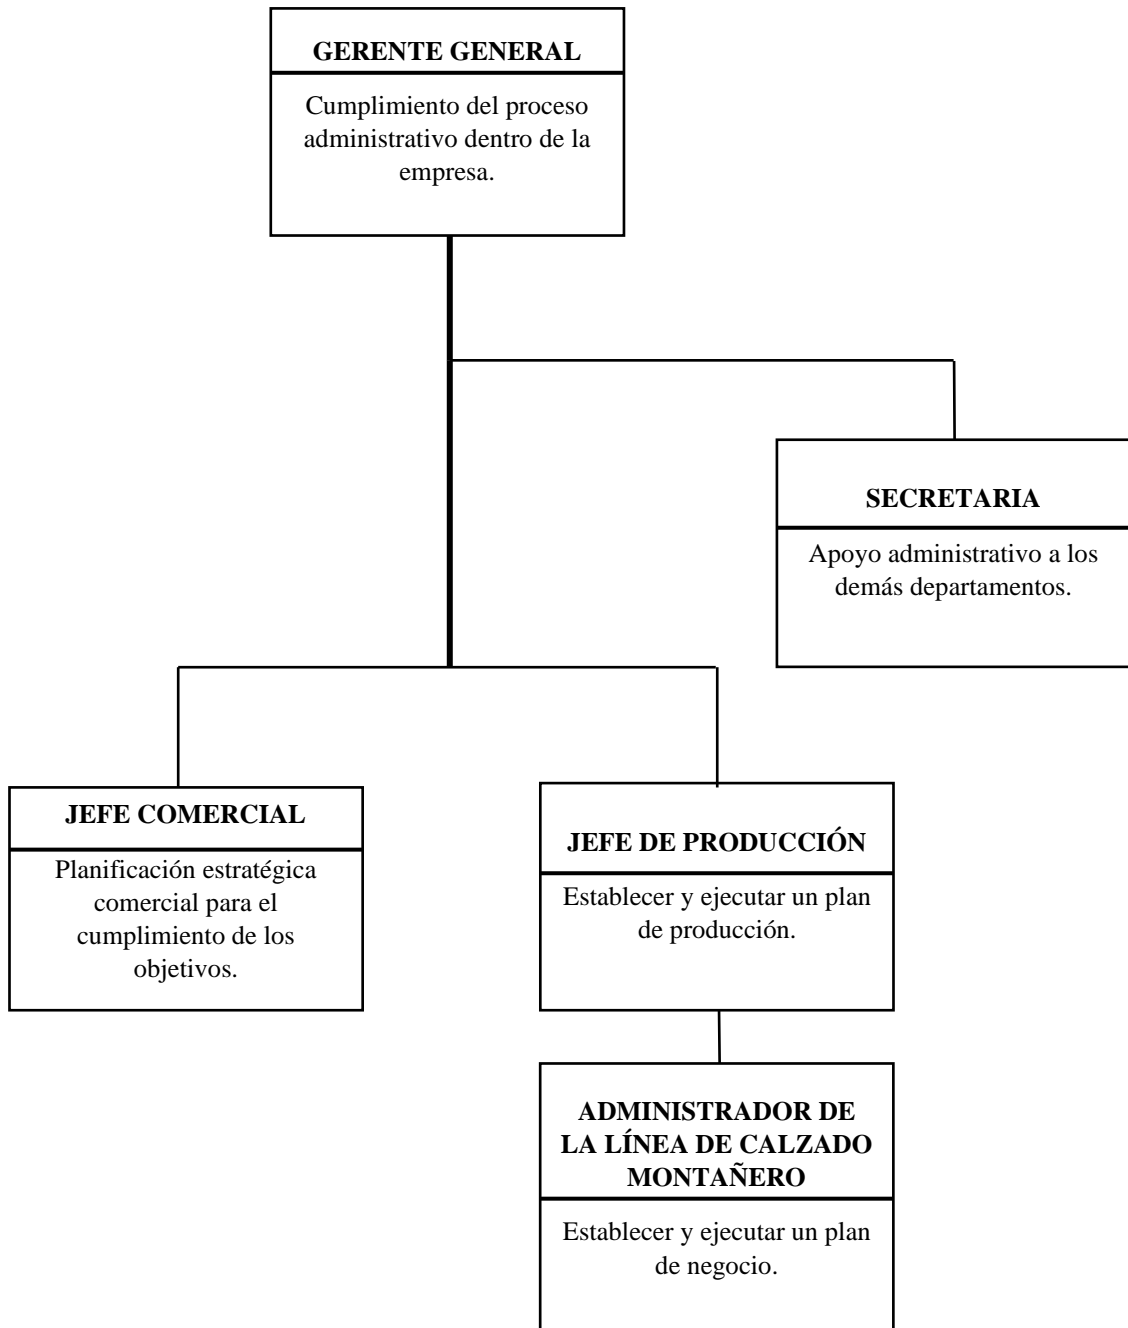 GERENTE GENERAL
Cumplimiento del proceso
administrativo dentro de la
empresa.
SECRETARIA
Apoyo administrativo a los
demás departamentos.
JEFE COMERCIAL
Planificación estratégica
comercial para el
cumplimiento de los
objetivos.
JEFE DE PRODUCCIÓN
Establecer y ejecutar un plan
de producción.
ADMINISTRADOR DE
LA LÍNEA DE CALZADO
MONTAÑERO
Establecer y ejecutar un plan
de negocio.